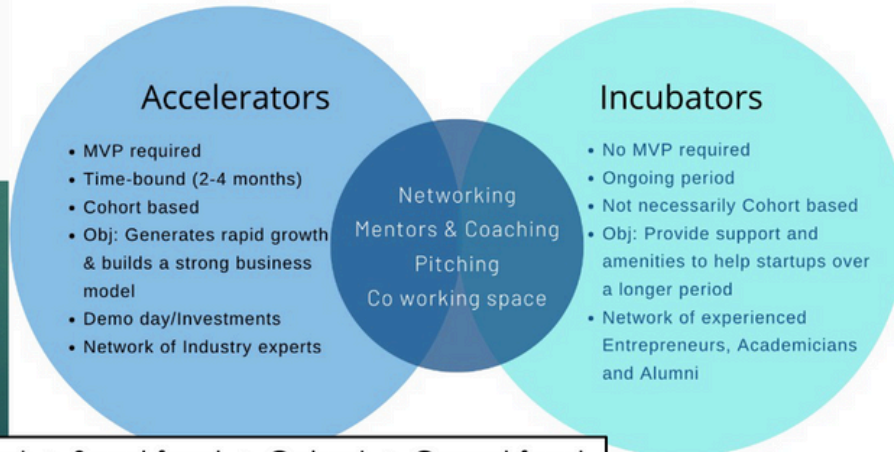 Accelerators
• MVP required
• Time-bound (2-4 months)
• Cohort based
• Obj: Generates rapid growth
& builds a strong business
model
• Demo day/Investments
• Network of Industry experts
Networking
Mentors & Coaching
Pitching
Co working space
Incubators
• No MVP required
• Ongoing period
• Not necessarily Cohort based
• Obj: Provide support and
amenities to help startups over
a longer period
• Network of experienced
Entrepreneurs, Academicians
and Alumni